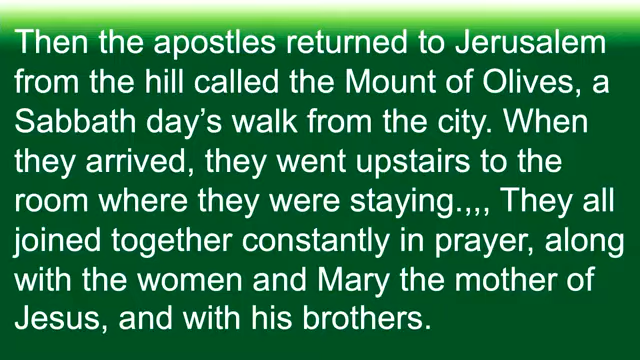 Then the apostles returned to Jerusalem
from the hill called the Mount of Olives, a
Sabbath day’s walk from the city. When
they arrived, they went upstairs to the
room where they were staying.,,, They all
joined together constantly in prayer, along
with the women and Mary the mother of
Jesus, and with his brothers.